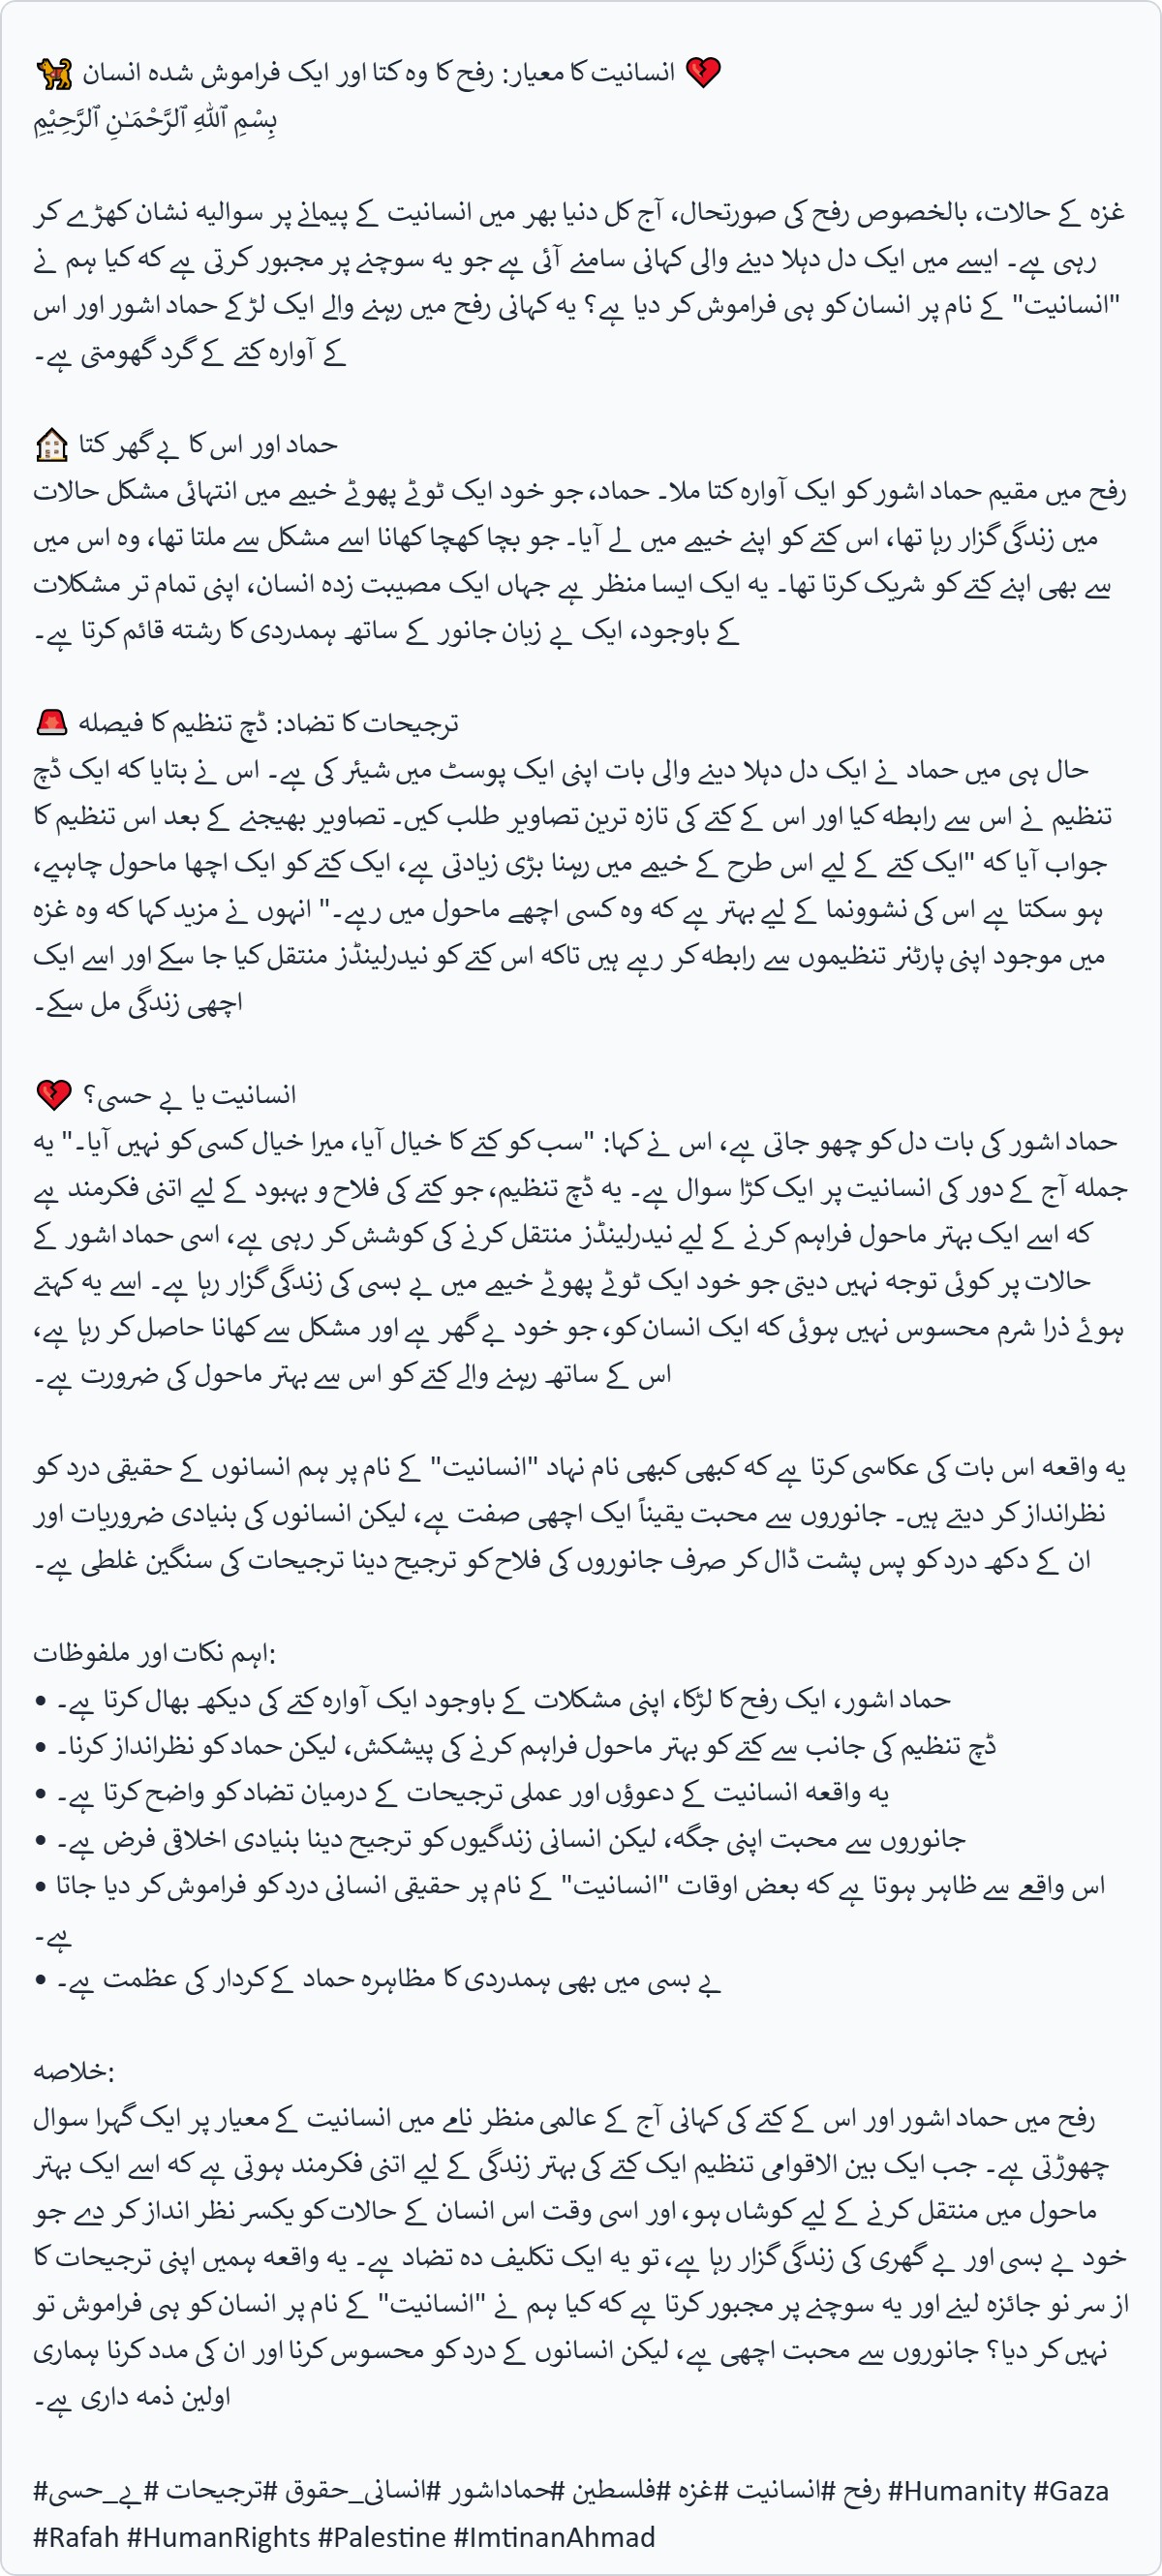 🐕‍🦺 انسانیت کا معیار: رفح کا وہ کتا اور ایک فراموش شدہ انسان 💔
بِسْمِ ٱللَّٰهِ ٱلرَّحْمَـٰنِ ٱلرَّحِيْمِ
غزہ کے حالات، بالخصوص رفح کی صورتحال، آج کل دنیا بھر میں انسانیت کے پیمانے پر سوالیہ نشان کھڑے کر
رہی ہے۔ ایسے میں ایک دل دہلا دینے والی کہانی سامنے آئی ہے جو یہ سوچنے پر مجبور کرتی ہے کہ کیا ہم نے
"انسانیت" کے نام پر انسان کو ہی فراموش کر دیا ہے؟ یہ کہانی رفح میں رہنے والے ایک لڑکے حماد اشور اور اس
کے آوارہ کتے کے گرد گھومتی ہے۔
🏠 حماد اور اس کا بے گھر کتا
رفح میں مقیم حماد اشور کو ایک آوارہ کتا ملا۔ حماد، جو خود ایک ٹوٹے پھوٹے خیمے میں انتہائی مشکل حالات
میں زندگی گزار رہا تھا، اس کتے کو اپنے خیمے میں لے آیا۔ جو بچا کھچا کھانا اسے مشکل سے ملتا تھا، وہ اس میں
سے بھی اپنے کتے کو شریک کرتا تھا۔ یہ ایک ایسا منظر ہے جہاں ایک مصیبت زدہ انسان، اپنی تمام تر مشکلات
کے باوجود، ایک بے زبان جانور کے ساتھ ہمدردی کا رشتہ قائم کرتا ہے۔
🚨 ترجیحات کا تضاد: ڈچ تنظیم کا فیصلہ
حال ہی میں حماد نے ایک دل دہلا دینے والی بات اپنی ایک پوسٹ میں شیئر کی ہے۔ اس نے بتایا کہ ایک ڈچ
تنظیم نے اس سے رابطہ کیا اور اس کے کتے کی تازہ ترین تصاویر طلب کیں۔ تصاویر بھیجنے کے بعد اس تنظیم کا
جواب آیا کہ "ایک کتے کے لیے اس طرح کے خیمے میں رہنا بڑی زیادتی ہے، ایک کتے کو ایک اچھا ماحول چاہیے،
ہو سکتا ہے اس کی نشوونما کے لیے بہتر ہے کہ وہ کسی اچھے ماحول میں رہے۔" انہوں نے مزید کہا کہ وہ غزہ
میں موجود اپنی پارٹنر تنظیموں سے رابطہ کر رہے ہیں تاکہ اس کتے کو نیدرلینڈز منتقل کیا جا سکے اور اسے ایک
اچھی زندگی مل سکے۔
💔 انسانیت یا بے حسی؟
حماد اشور کی بات دل کو چھو جاتی ہے، اس نے کہا: "سب کو کتے کا خیال آیا، میرا خیال کسی کو نہیں آیا۔" یہ
جملہ آج کے دور کی انسانیت پر ایک کڑا سوال ہے۔ یہ ڈچ تنظیم، جو کتے کی فلاح و بہبود کے لیے اتنی فکرمند ہے
کہ اسے ایک بہتر ماحول فراہم کرنے کے لیے نیدرلینڈز منتقل کرنے کی کوشش کر رہی ہے، اسی حماد اشور کے
حالات پر کوئی توجہ نہیں دیتی جو خود ایک ٹوٹے پھوٹے خیمے میں بے بسی کی زندگی گزار رہا ہے۔ اسے یہ کہتے
ہوئے ذرا شرم محسوس نہیں ہوئی کہ ایک انسان کو، جو خود بے گھر ہے اور مشکل سے کھانا حاصل کر رہا ہے،
اس کے ساتھ رہنے والے کتے کو اس سے بہتر ماحول کی ضرورت ہے۔
یہ واقعہ اس بات کی عکاسی کرتا ہے کہ کبھی کبھی نام نہاد "انسانیت" کے نام پر ہم انسانوں کے حقیقی درد کو
نظرانداز کر دیتے ہیں۔ جانوروں سے محبت یقیناً ایک اچھی صفت ہے، لیکن انسانوں کی بنیادی ضروریات اور
ان کے دکھ درد کو پس پشت ڈال کر صرف جانوروں کی فلاح کو ترجیح دینا ترجیحات کی سنگین غلطی ہے۔
اہم نکات اور ملفوظات:
• حماد اشور، ایک رفح کا لڑکا، اپنی مشکلات کے باوجود ایک آوارہ کتے کی دیکھ بھال کرتا ہے۔
• ڈچ تنظیم کی جانب سے کتے کو بہتر ماحول فراہم کرنے کی پیشکش، لیکن حماد کو نظرانداز کرنا۔
• یہ واقعہ انسانیت کے دعوؤں اور عملی ترجیحات کے درمیان تضاد کو واضح کرتا ہے۔
• جانوروں سے محبت اپنی جگہ، لیکن انسانی زندگیوں کو ترجیح دینا بنیادی اخلاقی فرض ہے۔
• اس واقعے سے ظاہر ہوتا ہے کہ بعض اوقات "انسانیت" کے نام پر حقیقی انسانی درد کو فراموش کر دیا جاتا
ہے۔
• بے بسی میں بھی ہمدردی کا مظاہرہ حماد کے کردار کی عظمت ہے۔
خلاصہ:
رفح میں حماد اشور اور اس کے کتے کی کہانی آج کے عالمی منظر نامے میں انسانیت کے معیار پر ایک گہرا سوال
چھوڑتی ہے۔ جب ایک بین الاقوامی تنظیم ایک کتے کی بہتر زندگی کے لیے اتنی فکرمند ہوتی ہے کہ اسے ایک بہتر
ماحول میں منتقل کرنے کے لیے کوشاں ہو، اور اسی وقت اس انسان کے حالات کو یکسر نظر انداز کر دے جو
خود بے بسی اور بے گھری کی زندگی گزار رہا ہے، تو یہ ایک تکلیف دہ تضاد ہے۔ یہ واقعہ ہمیں اپنی ترجیحات کا
از سر نو جائزہ لینے اور یہ سوچنے پر مجبور کرتا ہے کہ کیا ہم نے "انسانیت" کے نام پر انسان کو ہی فراموش تو
نہیں کر دیا؟ جانوروں سے محبت اچھی ہے، لیکن انسانوں کے درد کو محسوس کرنا اور ان کی مدد کرنا ہماری
اولین ذمہ داری ہے۔
#رفح #انسانیت #غزہ #فلسطین #حماداشور #انسانی_حقوق #ترجیحات #بے_حسی #Humanity #Gaza
#Rafah #HumanRights #Palestine #ImtinanAhmad